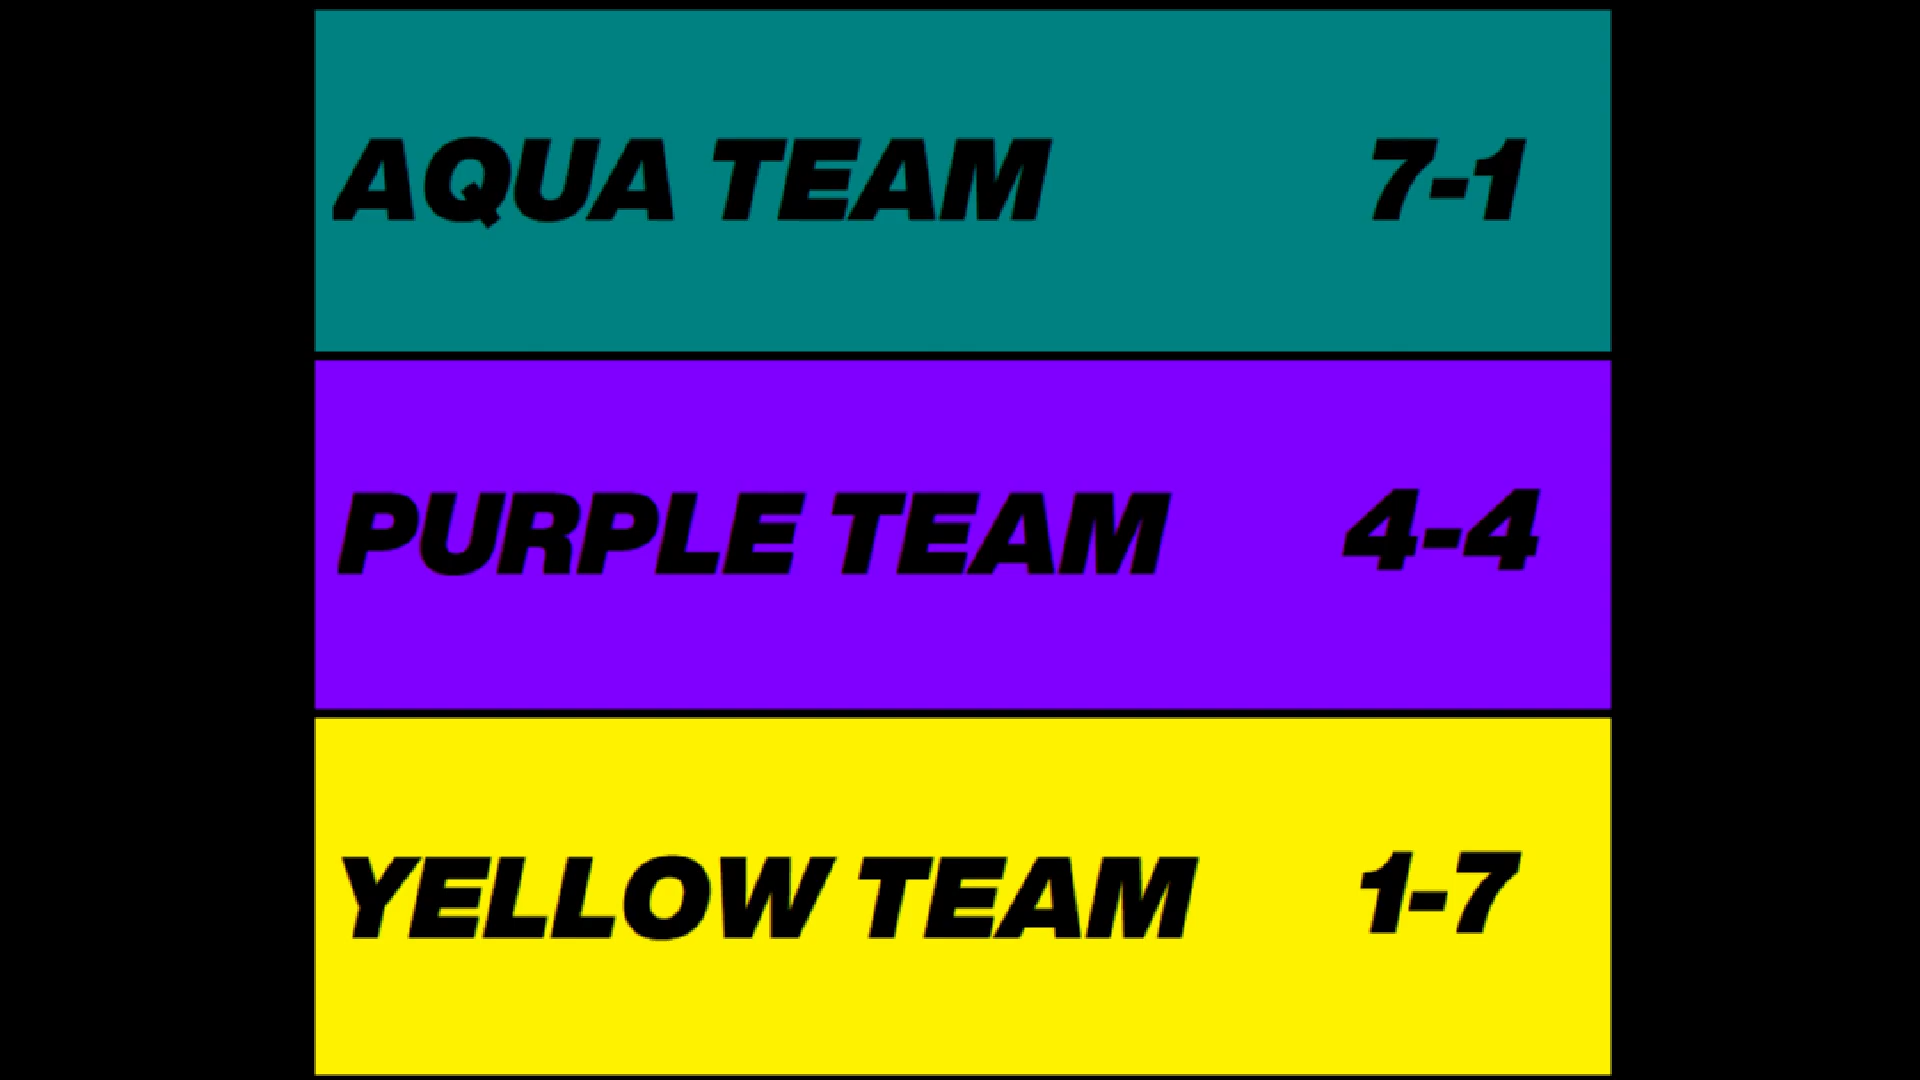 AQUA TEAM 7-1
PURPLE TEAM 4-4
YELLOW TEAM 1-7